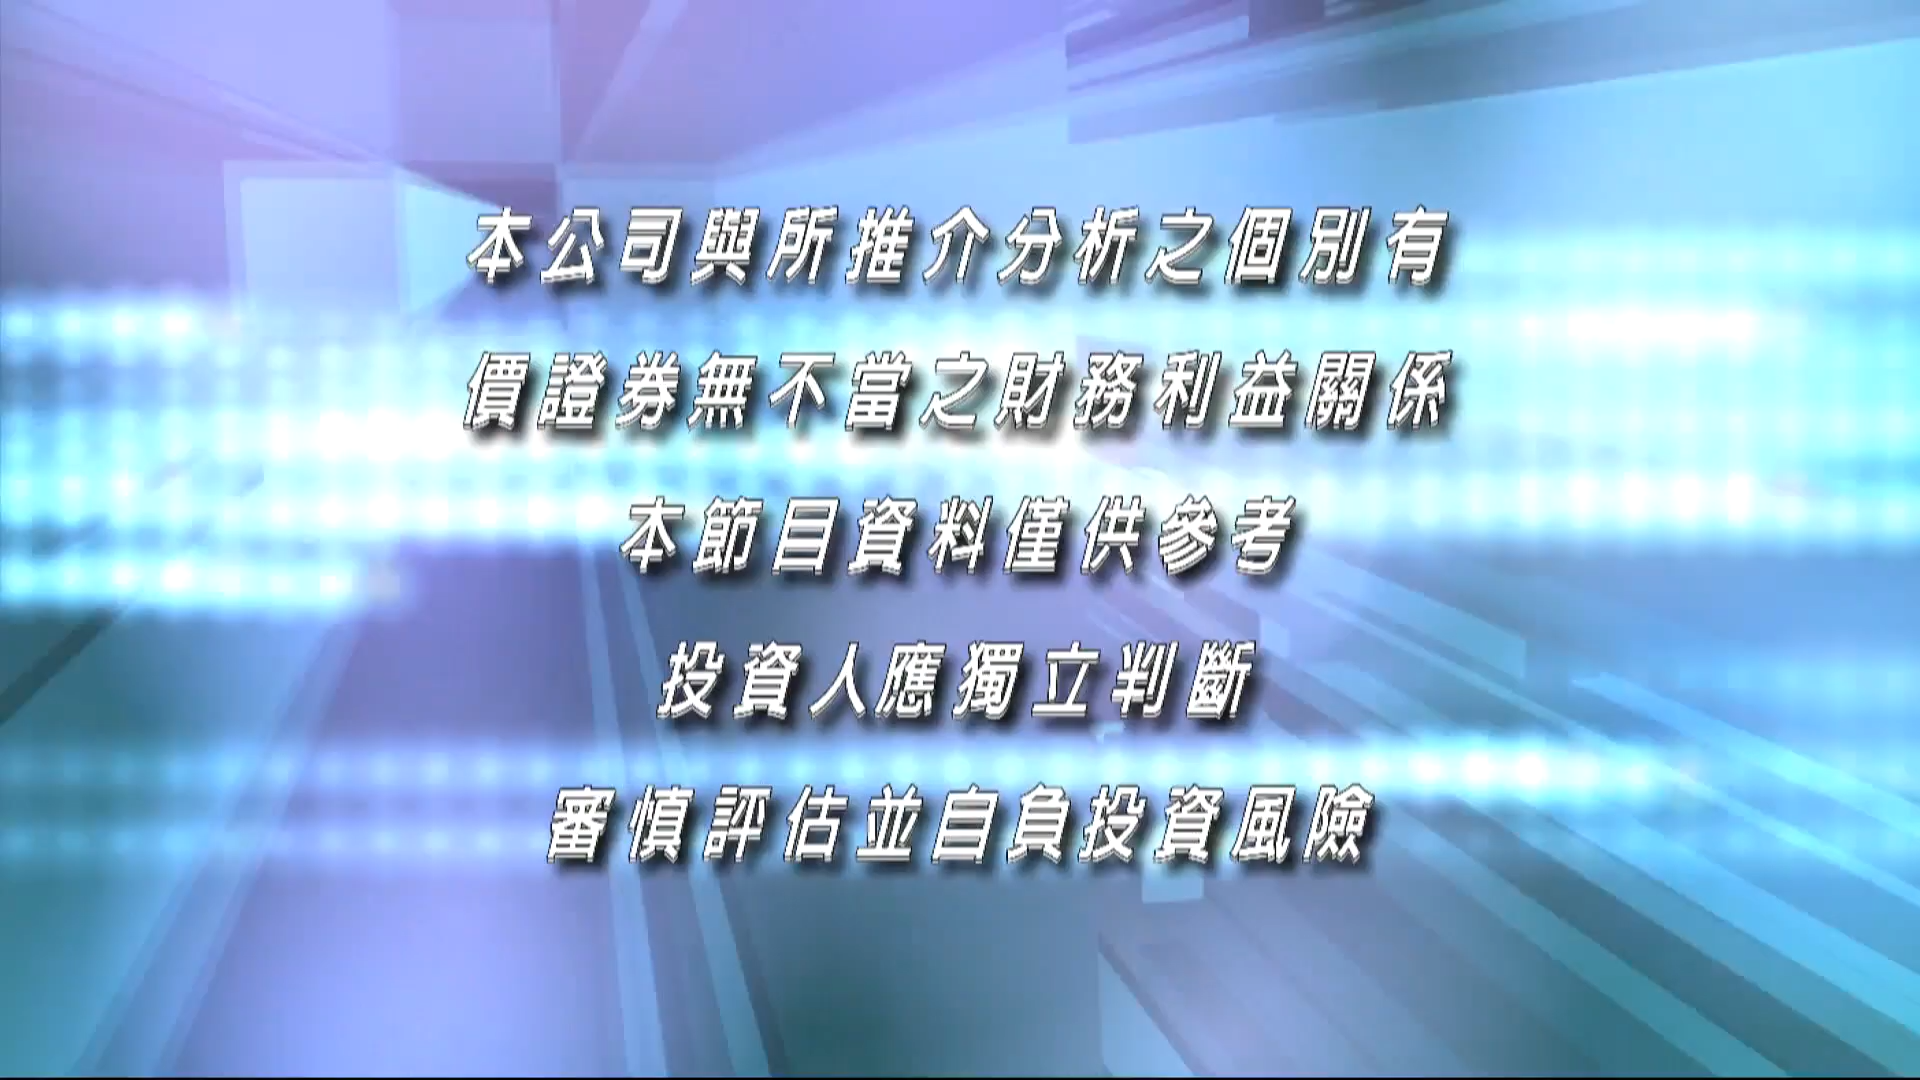 本公司與所推介分析之個別有
價證券無不當之財務利益關係
本節目資料僅供參考
投資人應獨立判斷
審慎評估並自負投資風險